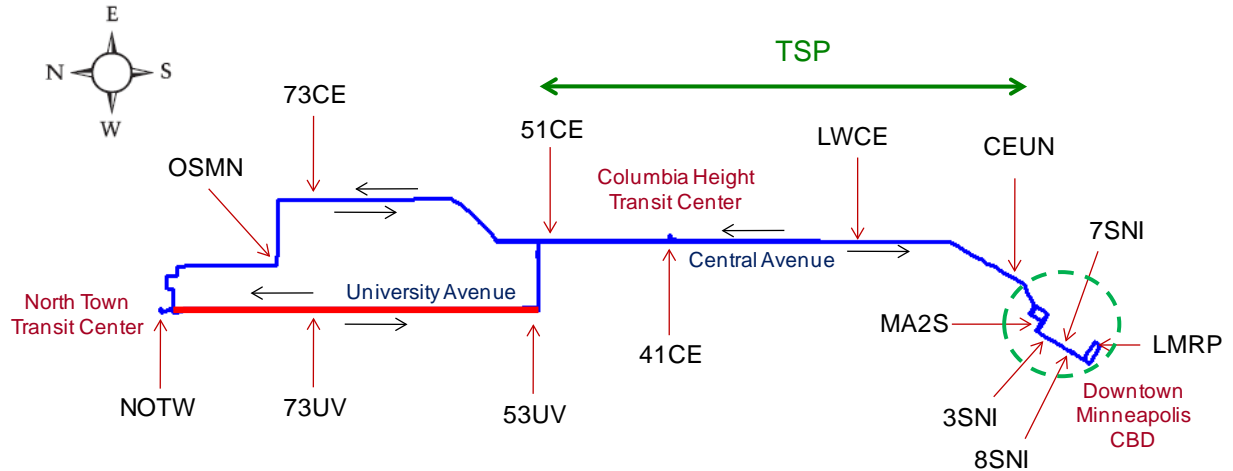 E
N
S
W
TSP
73CE
51CE
LWCE
CEUN
OSMN
Columbia Height
Transit Center
7SNI
Central Avenue
North Town
Transit Center
University Avenue
MA2S
LMRP
41CE
NOTW
73UV
53UV
3SNI
8SNI
Downtown
Minneapolis
CBD